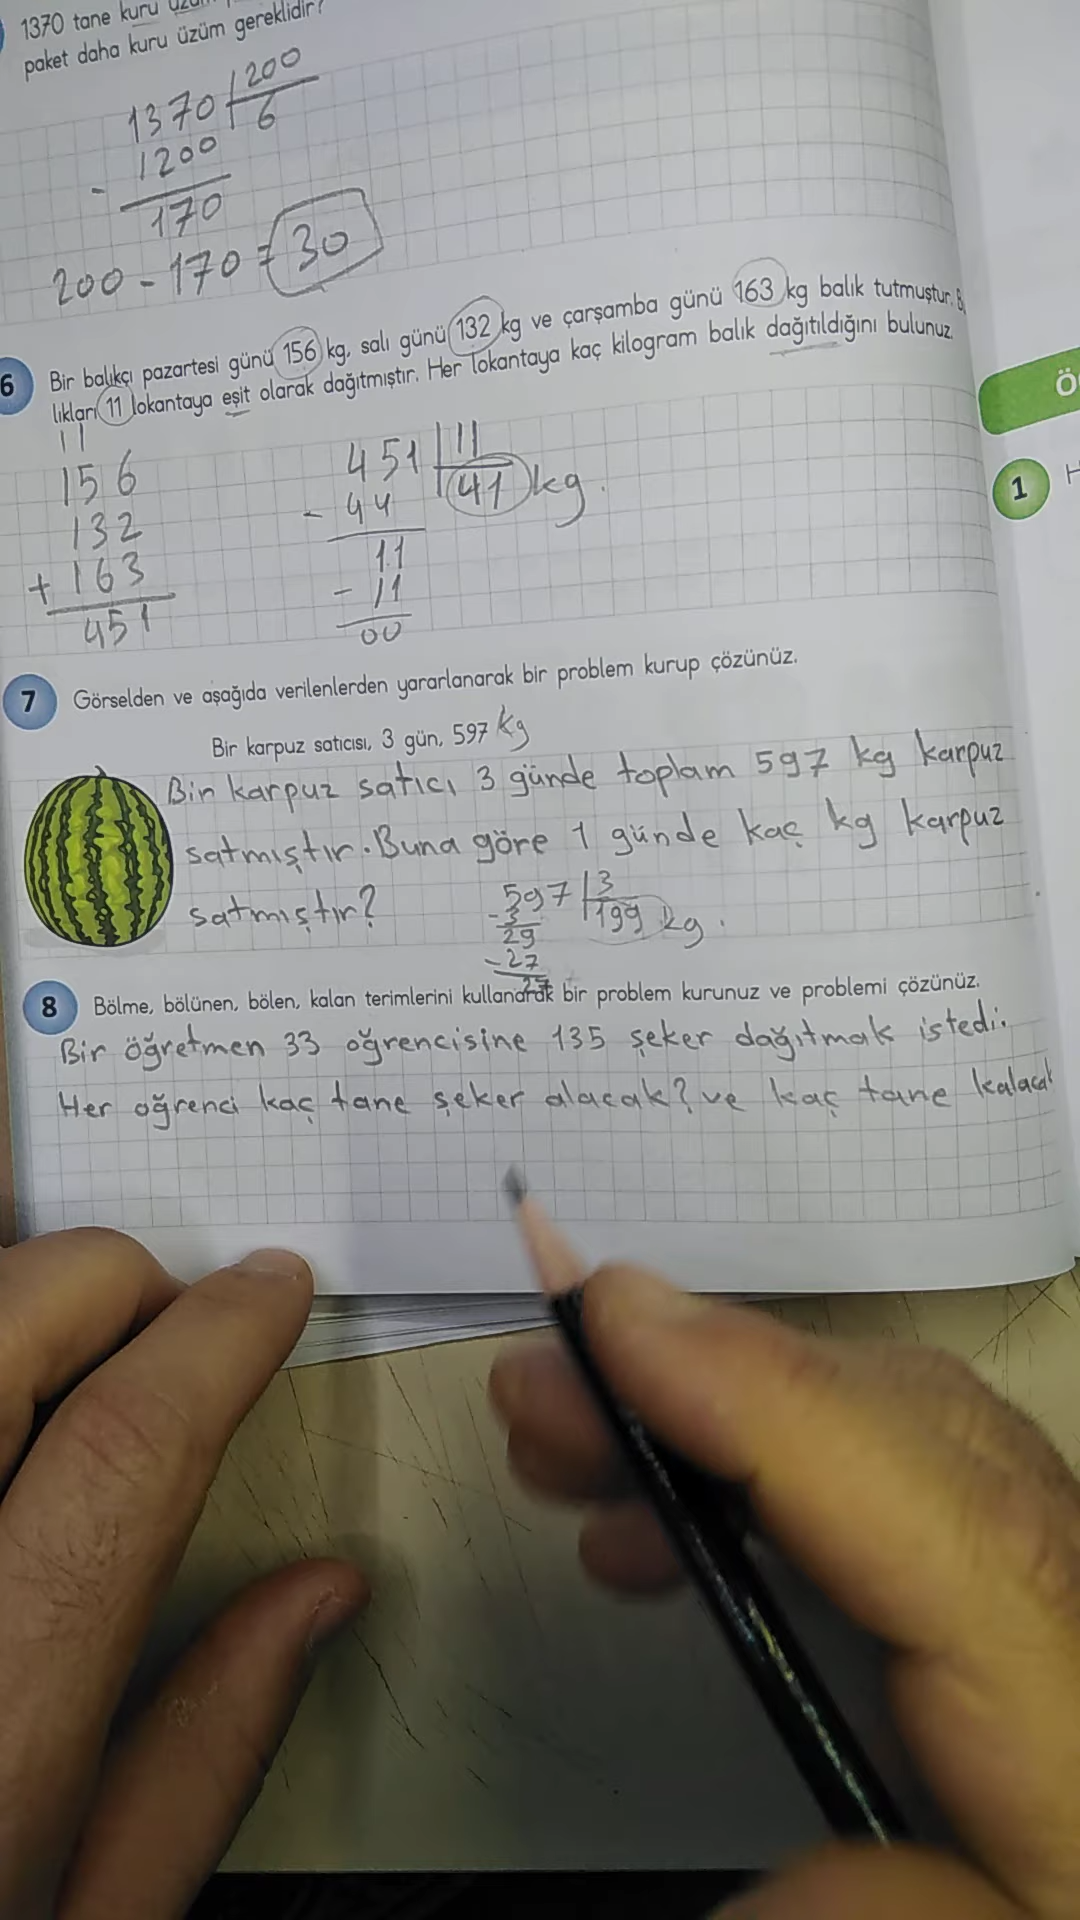 1370 tane kuru
paket daha kuru üzüm gereklidir?
1370 200
6
- 1200
170
200 - 170 = 30
6 Bir balıkçı pazartesi günü 156 kg, salı günü 132 kg ve çarşamba günü 163 kg balık tutmuştur. B
lıkları 11 lokantaya eşit olarak dağıtmıştır. Her lokantaya kaç kilogram balık dağıtıldığını bulunuz.
11
156
132
+ 163
451
451 11
- 44 41 kg.
11
- 11
00
Ö
1 H
7 Görselden ve aşağıda verilenlerden yararlanarak bir problem kurup çözünüz.
Bir karpuz satıcısı, 3 gün, 597 kg
Bir karpuz satıcı 3 günde toplam 597 kg karpuz
satmıştır. Buna göre 1 günde kaç kg karpuz
satmıştır?
597 3
- 3 199 kg.
29
- 27
27
8 Bölme, bölünen, bölen, kalan terimlerini kullanarak bir problem kurunuz ve problemi çözünüz.
Bir öğretmen 33 öğrencisine 135 şeker dağıtmak istedi.
Her öğrenci kaç tane şeker alacak? ve kaç tane kalacak